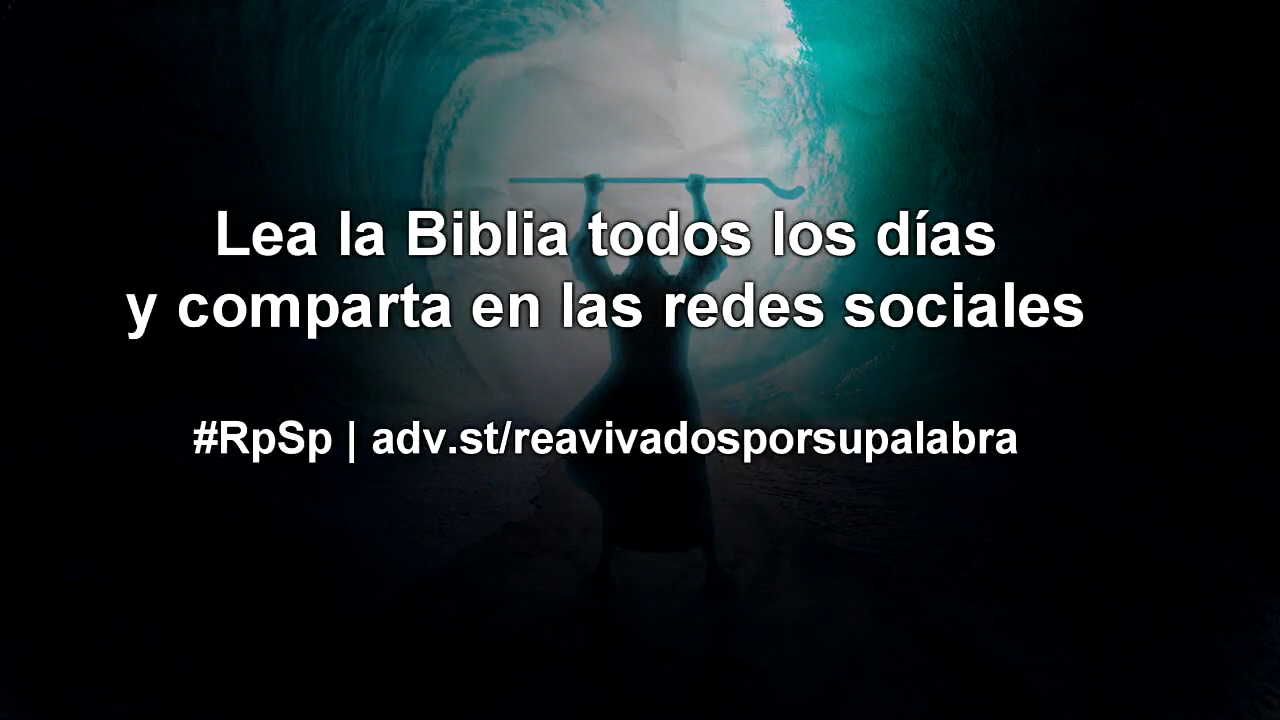 Lea la Biblia todos los días
y comparta en las redes sociales
#RpSp | adv.st/reavivadosporsupalabra